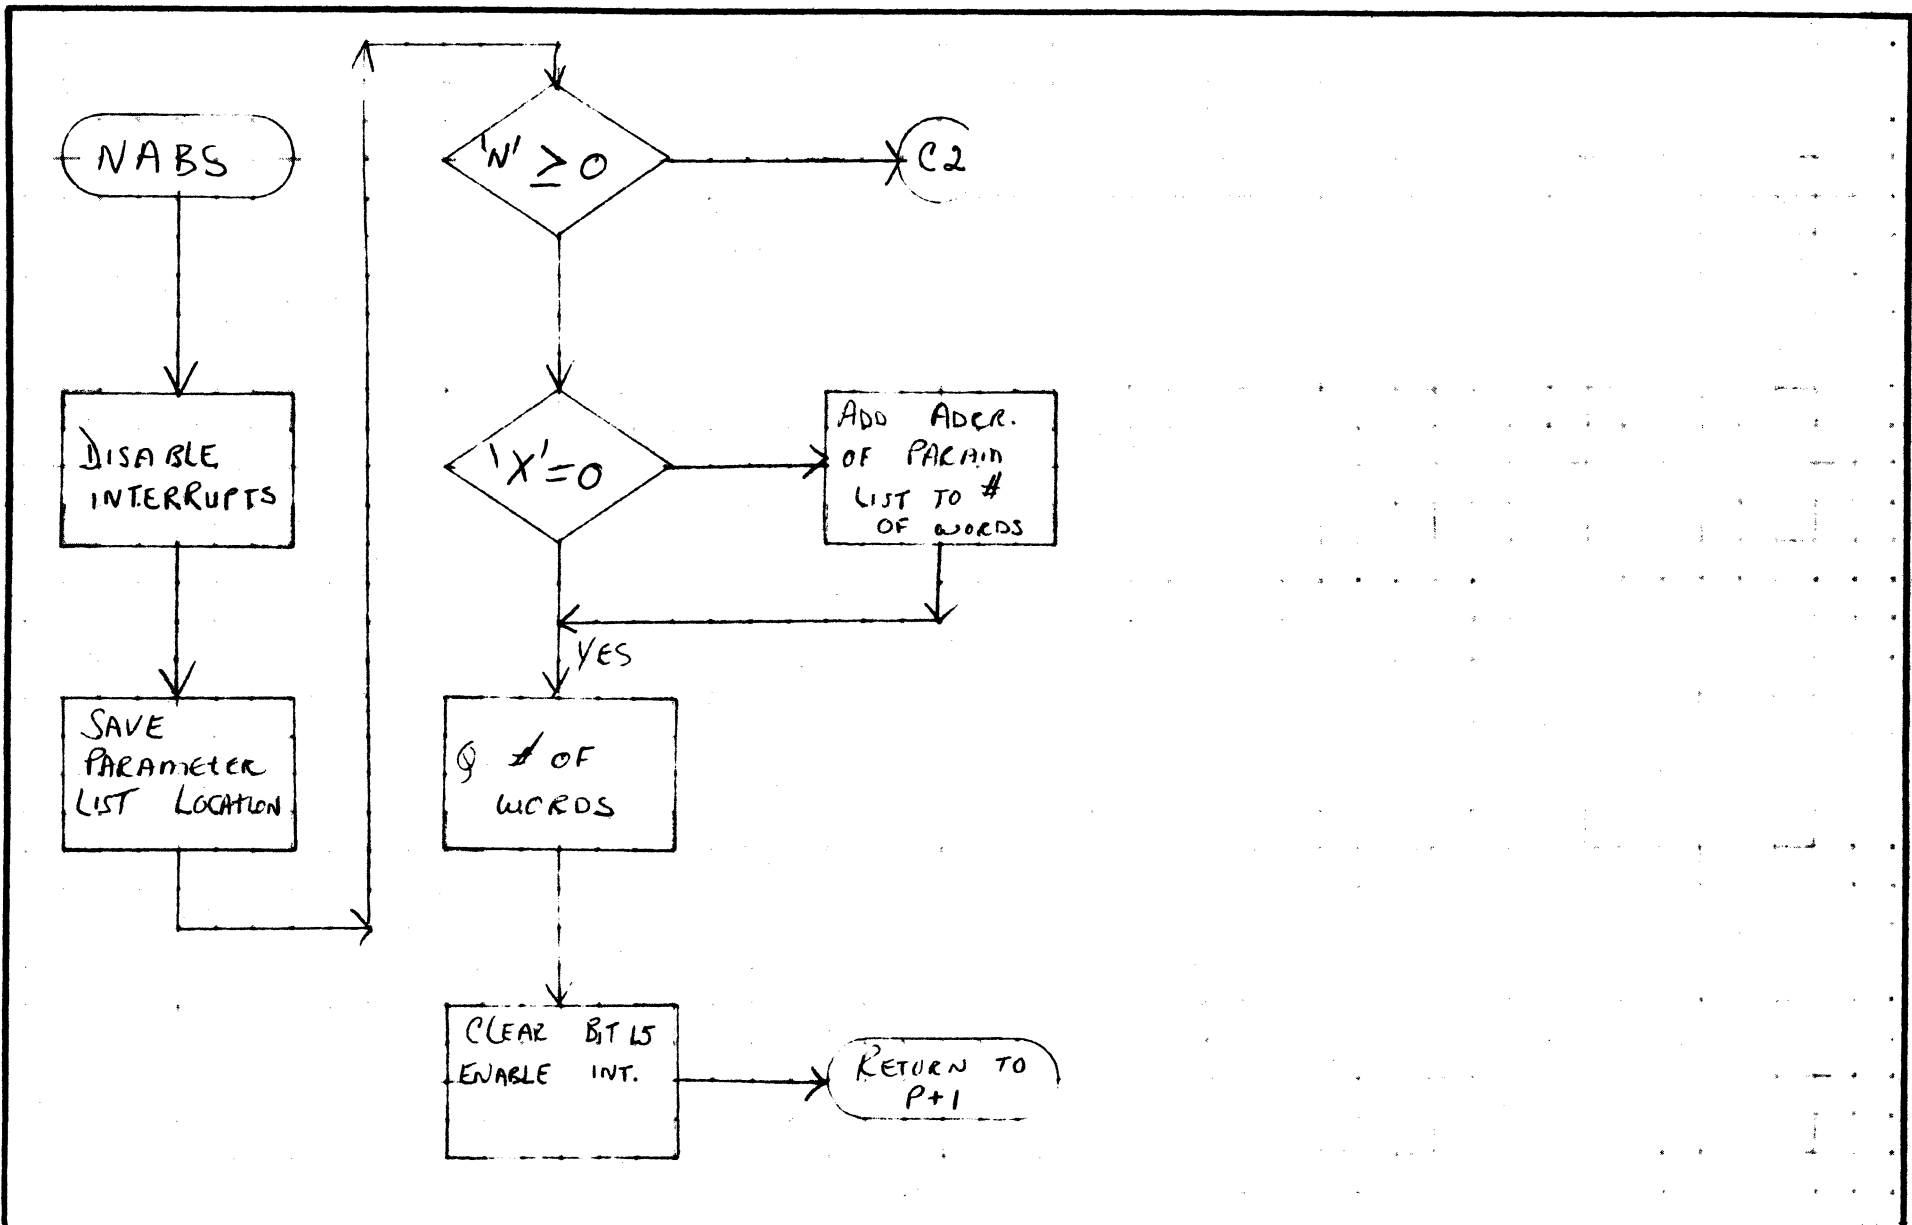 NABS
DISABLE
INTERRUPTS
SAVE
PARAMETER
LIST LOCATION
'N' ≥ 0
C2
'X'=0
ADD ADDR.
OF PARAM
LIST TO #
OF WORDS
YES
Q # OF
WORDS
CLEAR BIT 15
ENABLE INT.
RETURN TO
P+1